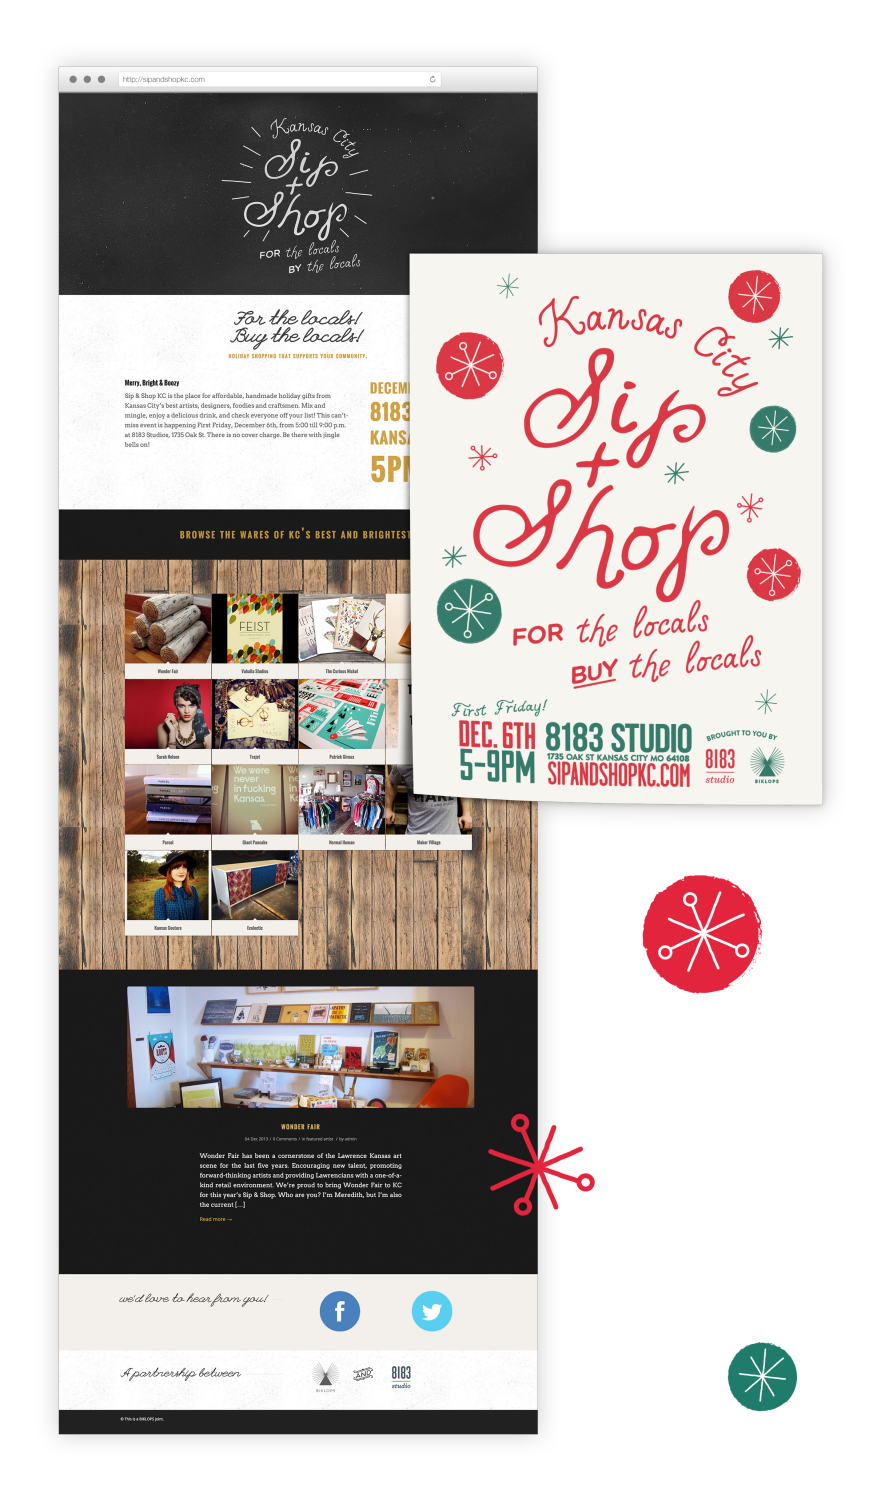 http://sipandshopkc.com
Kansas City
Sip
+
Shop
FOR the locals
BY the locals
For the locals!
Buy the locals!
HOLIDAY SHOPPING THAT SUPPORTS YOUR COMMUNITY.
Merry, Bright & Boozy
Sip & Shop KC is the place for affordable, handmade holiday gifts from
Kansas City's best artists, designers, foodies and craftsmen. Mix and
mingle, enjoy a delicious drink, and check everyone off your list! This can't-
miss event is happening First Friday, December 6th, from 5:00 till 9:00 p.m.
at 8183 Studios, 1735 Oak St. There is no cover charge. Be there with jingle
bells on!
DECEM
8183
KANSA
5PM
BROWSE THE WARES OF KC'S BEST AND BRIGHTEST
FEIST
Wonder Fair
Valhalla Studios
The Curious Nickel
Sarah Nelsen
Yeajet
Patrick Giroux
We were
never
in fucking
Kansas.
MAKE
Parcel
Giant Pancake
Normal Human
Maker Village
Kansas Couture
Ecclectic
WONDER FAIR
04 Dec 2013 / 0 Comments / in featured artist / by admin
Wonder Fair has been a cornerstone of the Lawrence Kansas art
scene for the last five years. Encouraging new talent, promoting
forward-thinking artists and providing Lawrencians with a one-of-a-
kind retail environment. We're proud to bring Wonder Fair to KC
for this year's Sip & Shop. Who are you? I'm Meredith, but I'm also
the current [...]
Read more →
we'd love to hear from you!
f
A partnership between
BIKLOPS
AND
8183
studio
© This is a BIKLOPS joint.
Kansas City
Sip
+
Shop
FOR the locals
BUY the locals
First Friday!
DEC. 6TH
5-9PM
8183 STUDIO
1735 OAK ST KANSAS CITY MO 64108
SIPANDSHOPKC.COM
BROUGHT TO YOU BY
8183
studio
BIKLOPS